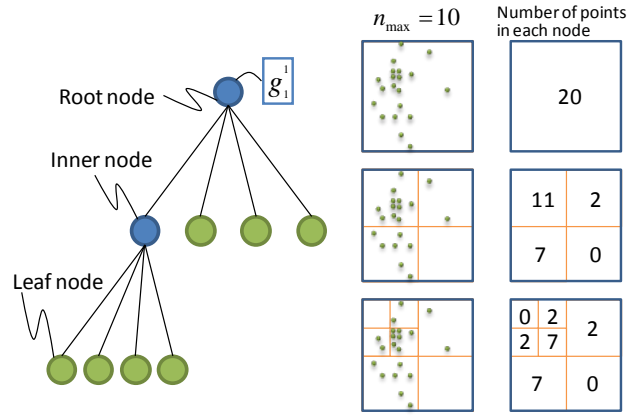 n_max = 10
Number of points
in each node
g_1^1
Root node
20
Inner node
11 2
7 0
Leaf node
0 2
2 7
2
7 0